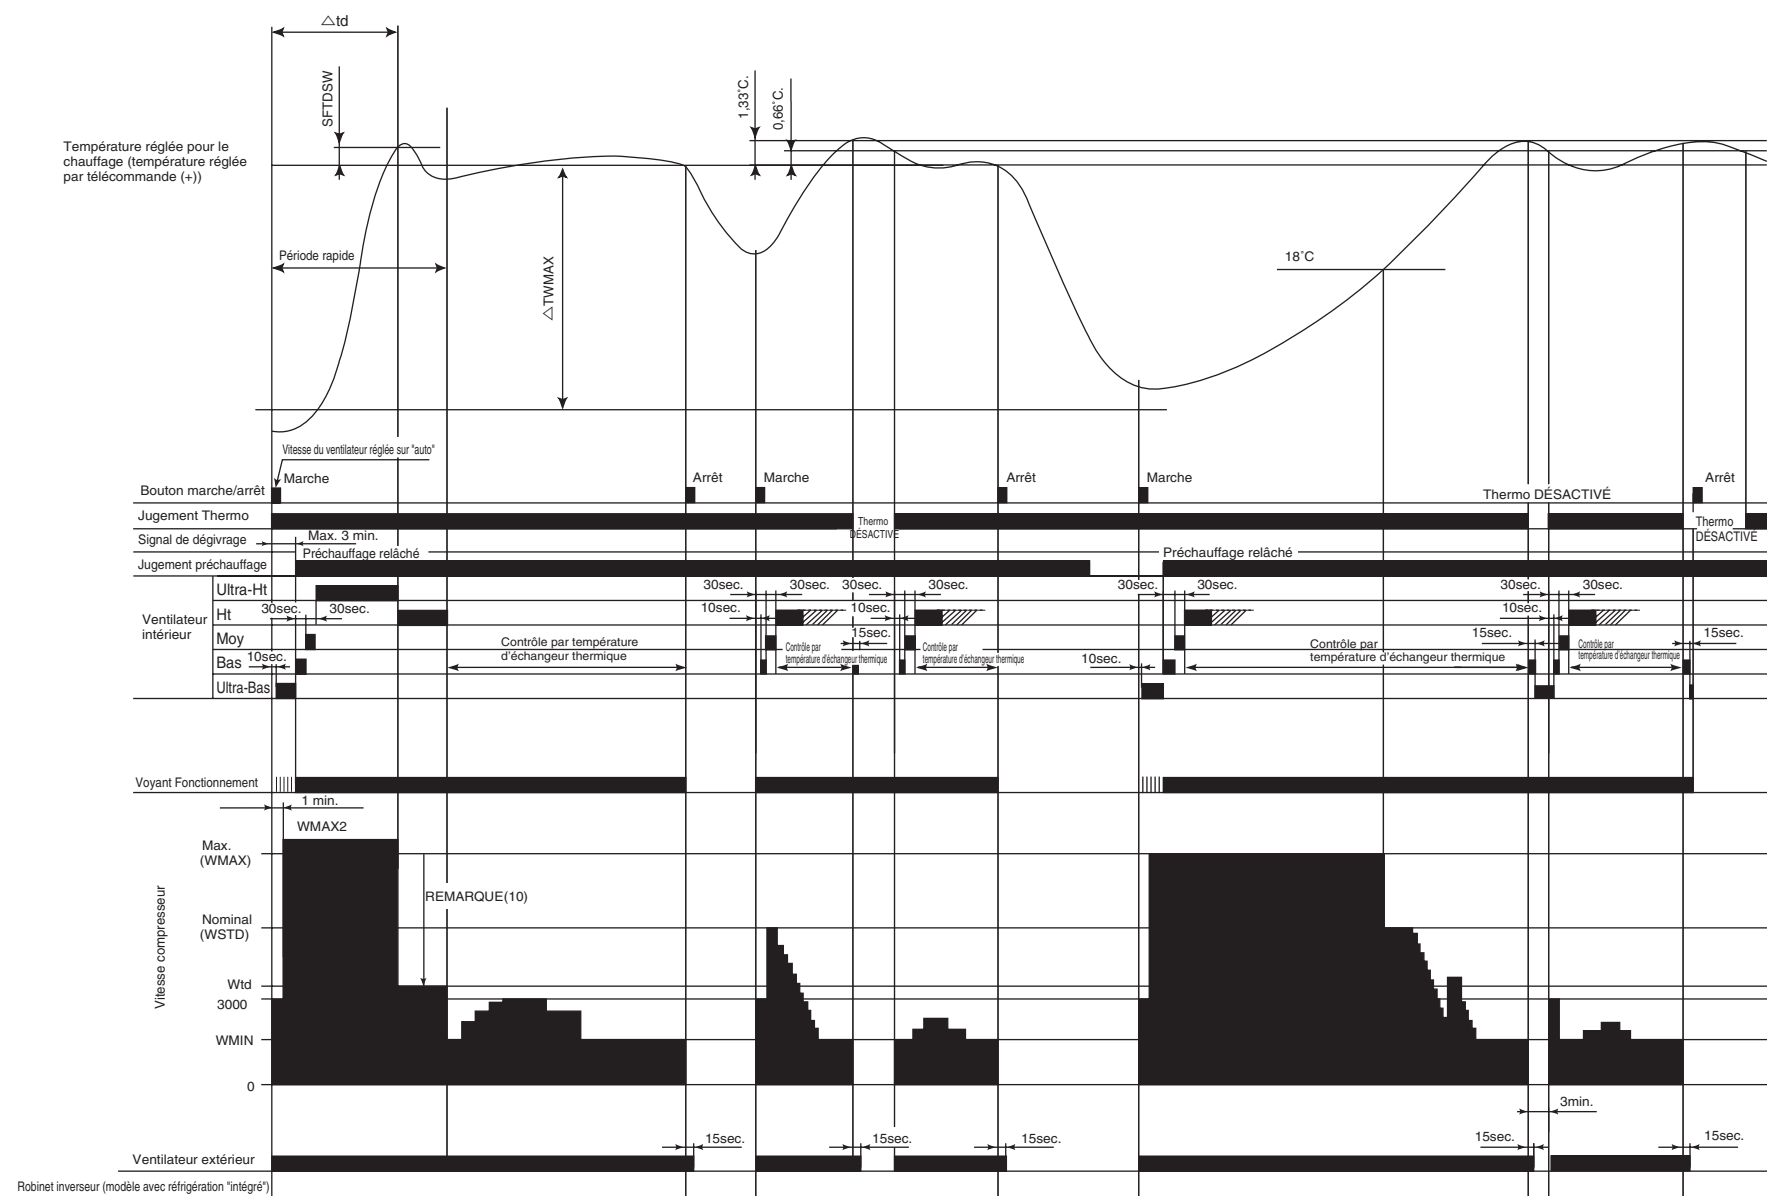 △td
SFTDSW
1,33˚C.
0,66˚C.
Température réglée pour le
chauffage (température réglée
par télécommande (+))
Période rapide
△TWMAX
18˚C
Vitesse du ventilateur réglée sur "auto"
Marche
Arrêt
Marche
Arrêt
Marche
Thermo DÉSACTIVÉ
Arrêt
Bouton marche/arrêt
Jugement Thermo
Thermo
DÉSACTIVÉ
Thermo
DÉSACTIVÉ
Signal de dégivrage
Max. 3 min.
Préchauffage relâché
Préchauffage relâché
Jugement préchauffage
Ventilateur
intérieur
Ultra-Ht
30sec.
30sec.
30sec.
30sec.
30sec.
30sec.
30sec.
30sec.
Ht
30sec.
30sec.
10sec.
10sec.
10sec.
Moy
Contrôle par température
d'échangeur thermique
15sec.
Contrôle par
température d'échangeur thermique
Contrôle par
température d'échangeur thermique
Contrôle par
température d'échangeur thermique
15sec.
Contrôle par
température d'échangeur thermique
15sec.
Bas
10sec.
10sec.
Ultra-Bas
Voyant Fonctionnement
1 min.
WMAX2
Vitesse compresseur
Max.
(WMAX)
REMARQUE(10)
Nominal
(WSTD)
Wtd
3000
WMIN
0
3min.
15sec.
15sec.
15sec.
15sec.
15sec.
Ventilateur extérieur
Robinet inverseur (modèle avec réfrigération "intégré")